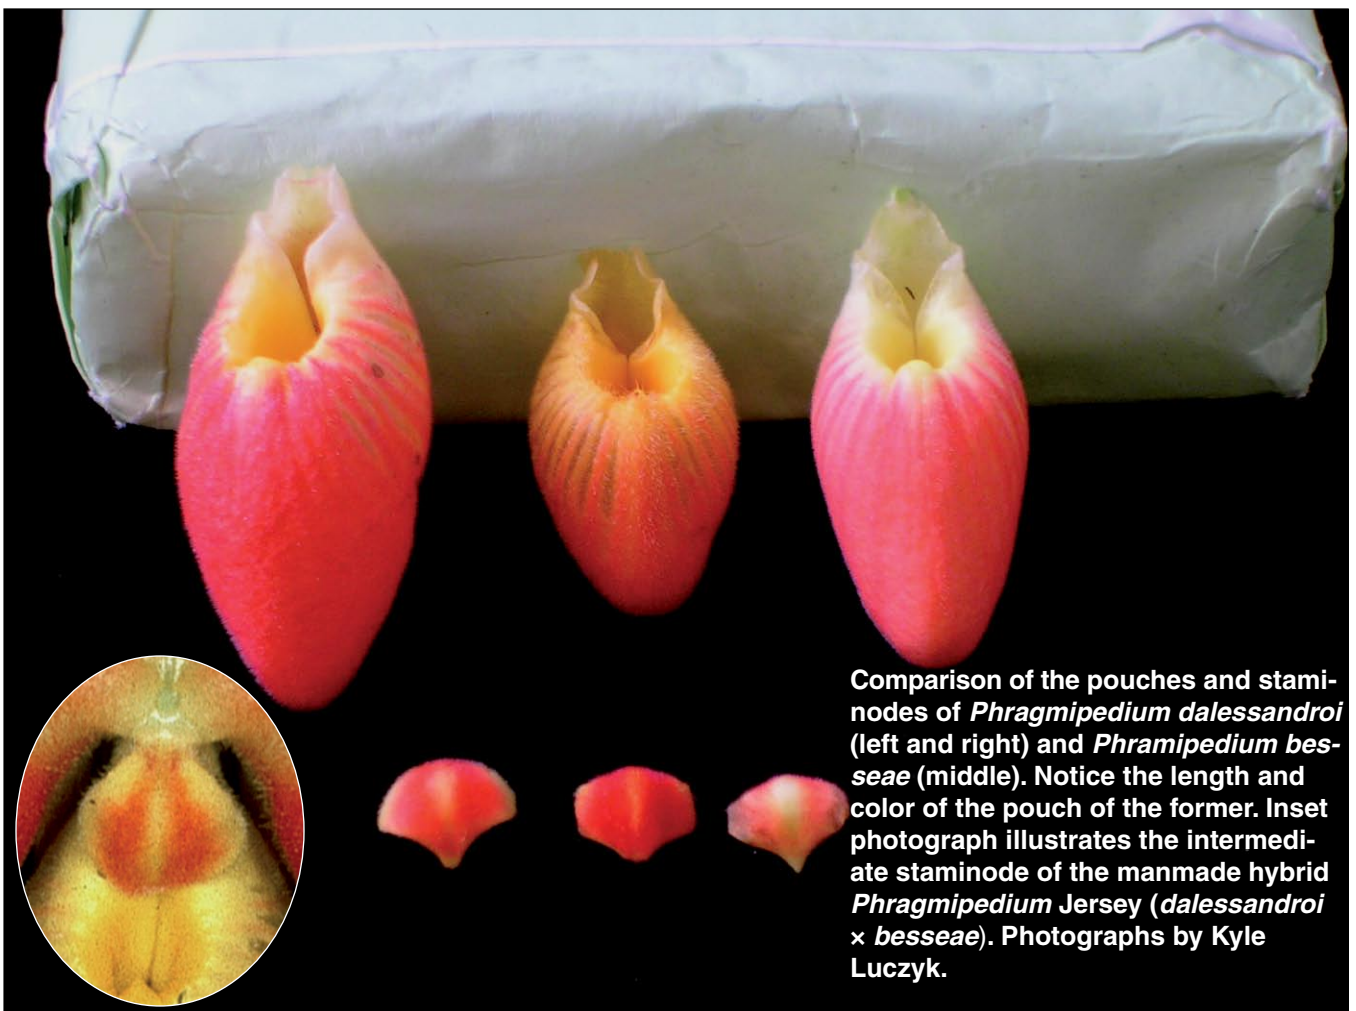 Comparison of the pouches and stami-
nodes of Phragmipedium dalessandroi
(left and right) and Phramipedium bes-
seae (middle). Notice the length and
color of the pouch of the former. Inset
photograph illustrates the intermedi-
ate staminode of the manmade hybrid
Phragmipedium Jersey (dalessandroi
× besseae). Photographs by Kyle
Luczyk.